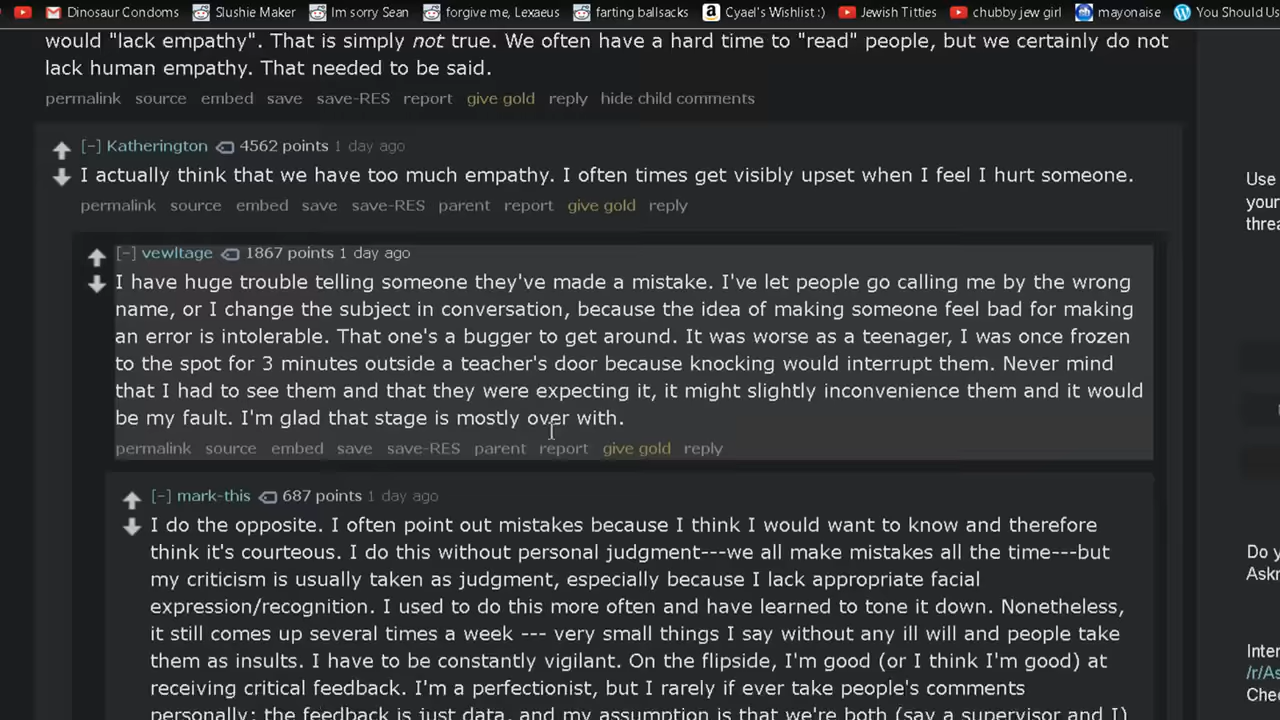 Dinosaur Condoms Slushie Maker Im sorry Sean forgive me, Lexaeus farting ballsacks Cyael's Wishlist :) Jewish Titties chubby jew girl mayonaise You Should Us
would "lack empathy". That is simply not true. We often have a hard time to "read" people, but we certainly do not
lack human empathy. That needed to be said.
permalink source embed save save-RES report give gold reply hide child comments
[–] Katherington 4562 points 1 day ago
I actually think that we have too much empathy. I often times get visibly upset when I feel I hurt someone.
permalink source embed save save-RES parent report give gold reply
[–] vewltage 1867 points 1 day ago
I have huge trouble telling someone they've made a mistake. I've let people go calling me by the wrong
name, or I change the subject in conversation, because the idea of making someone feel bad for making
an error is intolerable. That one's a bugger to get around. It was worse as a teenager, I was once frozen
to the spot for 3 minutes outside a teacher's door because knocking would interrupt them. Never mind
that I had to see them and that they were expecting it, it might slightly inconvenience them and it would
be my fault. I'm glad that stage is mostly over with.
permalink source embed save save-RES parent report give gold reply
[–] mark-this 687 points 1 day ago
I do the opposite. I often point out mistakes because I think I would want to know and therefore
think it's courteous. I do this without personal judgment---we all make mistakes all the time---but
my criticism is usually taken as judgment, especially because I lack appropriate facial
expression/recognition. I used to do this more often and have learned to tone it down. Nonetheless,
it still comes up several times a week --- very small things I say without any ill will and people take
them as insults. I have to be constantly vigilant. On the flipside, I'm good (or I think I'm good) at
receiving critical feedback. I'm a perfectionist, but I rarely if ever take people's comments
personally: the feedback is just data, and my assumption is that we're both (say a supervisor and I)
Use
your
threa
Do y
Askr
Inter
/r/As
Chec